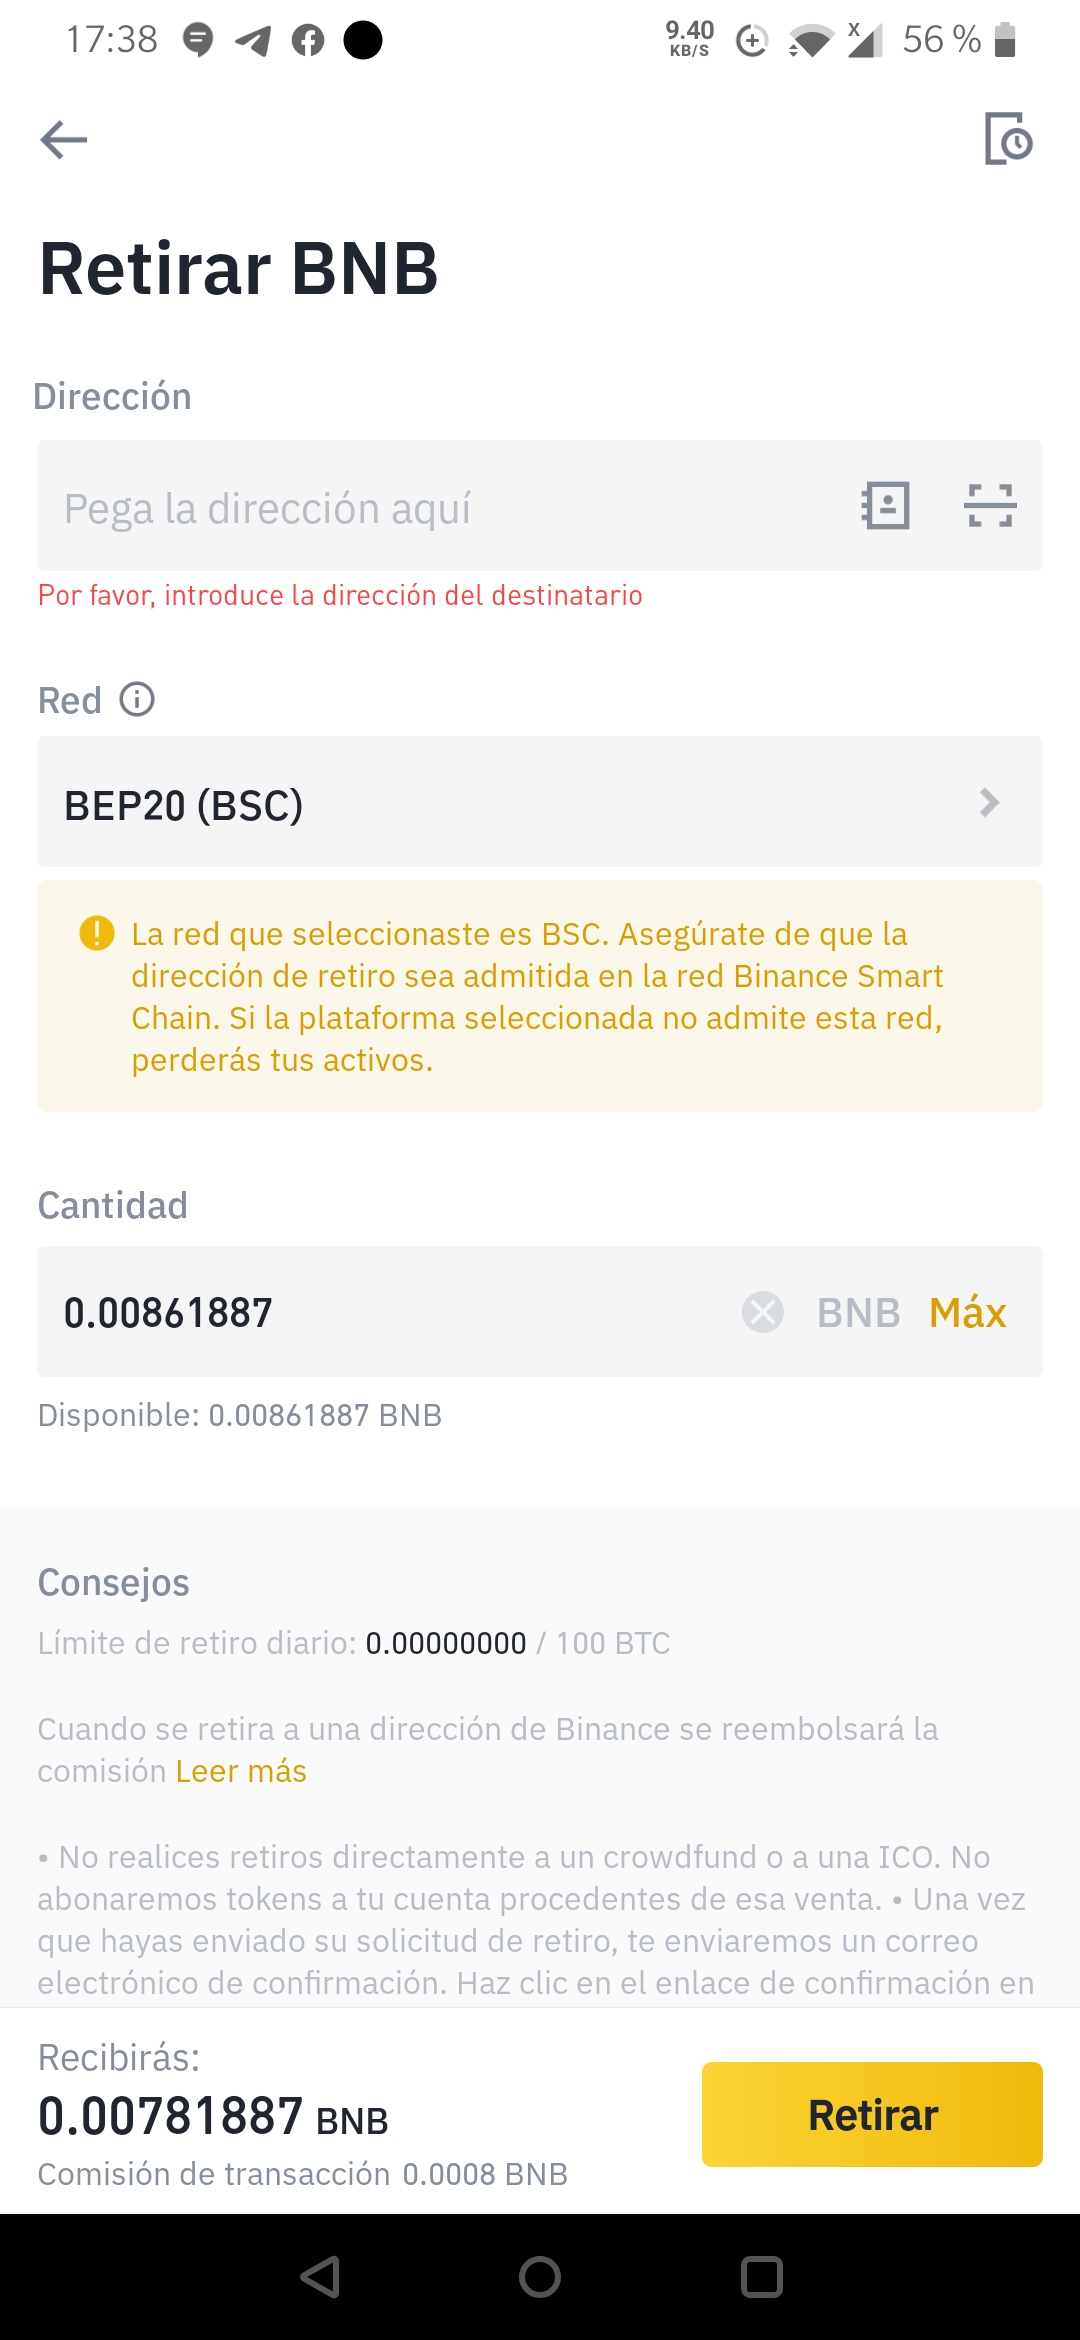 17:38
9.40
KB/S
X
56 %
Retirar BNB
Dirección
Pega la dirección aquí
Por favor, introduce la dirección del destinatario
Red
BEP20 (BSC)
La red que seleccionaste es BSC. Asegúrate de que la
dirección de retiro sea admitida en la red Binance Smart
Chain. Si la plataforma seleccionada no admite esta red,
perderás tus activos.
Cantidad
0.00861887
BNB Máx
Disponible: 0.00861887 BNB
Consejos
Límite de retiro diario: 0.00000000 / 100 BTC
Cuando se retira a una dirección de Binance se reembolsará la
comisión Leer más
• No realices retiros directamente a un crowdfund o a una ICO. No
abonaremos tokens a tu cuenta procedentes de esa venta. • Una vez
que hayas enviado su solicitud de retiro, te enviaremos un correo
electrónico de confirmación. Haz clic en el enlace de confirmación en
Recibirás:
0.00781887 BNB
Comisión de transacción 0.0008 BNB
Retirar